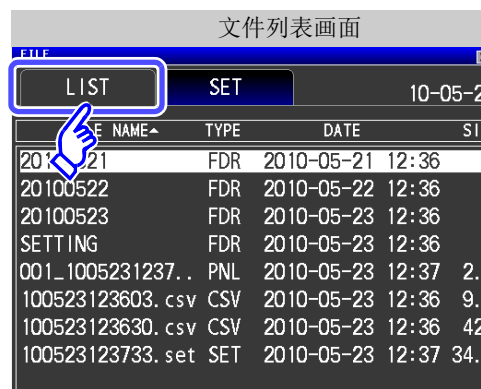 文件列表画面
FILE
LIST SET 10-05-2
E NAME▲ TYPE DATE SI
20100521 FDR 2010-05-21 12:36
20100522 FDR 2010-05-22 12:36
20100523 FDR 2010-05-23 12:36
SETTING FDR 2010-05-23 12:36
001_1005231237.. PNL 2010-05-23 12:37 2.
100523123603.csv CSV 2010-05-23 12:36 9.
100523123630.csv CSV 2010-05-23 12:36 42
100523123733.set SET 2010-05-23 12:37 34.